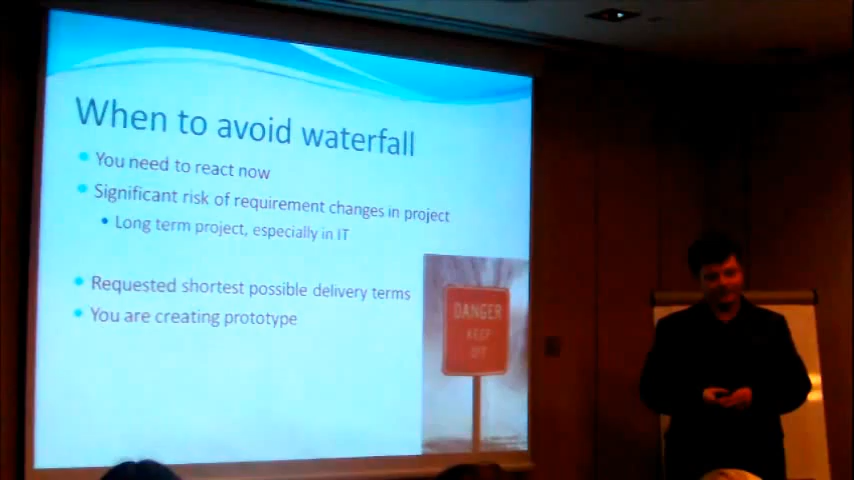 When to avoid waterfall
You need to react now
Significant risk of requirement changes in project
Long term project, especially in IT
Requested shortest possible delivery terms
You are creating prototype
DANGER
KEEP
OFF